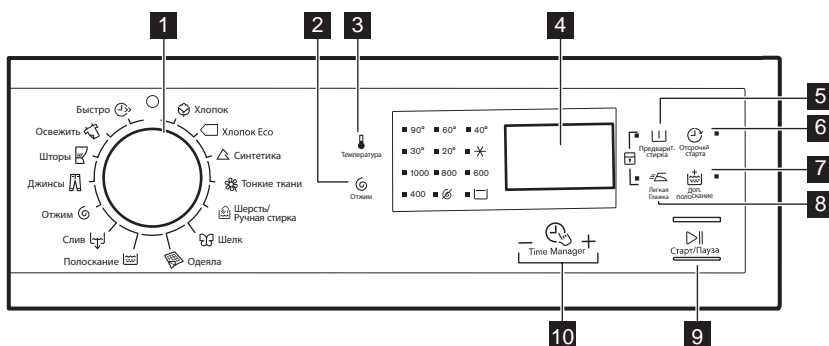 1
2
3
4
5
6
7
8
9
10
Быстро
Освежить
Шторы
Джинсы
Отжим
Слив
Полоскание
Хлопок
Хлопок Eco
Синтетика
Тонкие ткани
Шерсть/
Ручная стирка
Шелк
Одеяла
Температура
Отжим
90° 60° 40°
30° 20°
1000 800 600
400
Предварит.
стирка
Отсрочка
старта
Легкая
Глажка
Доп.
полоскание
− Time Manager +
Старт/Пауза